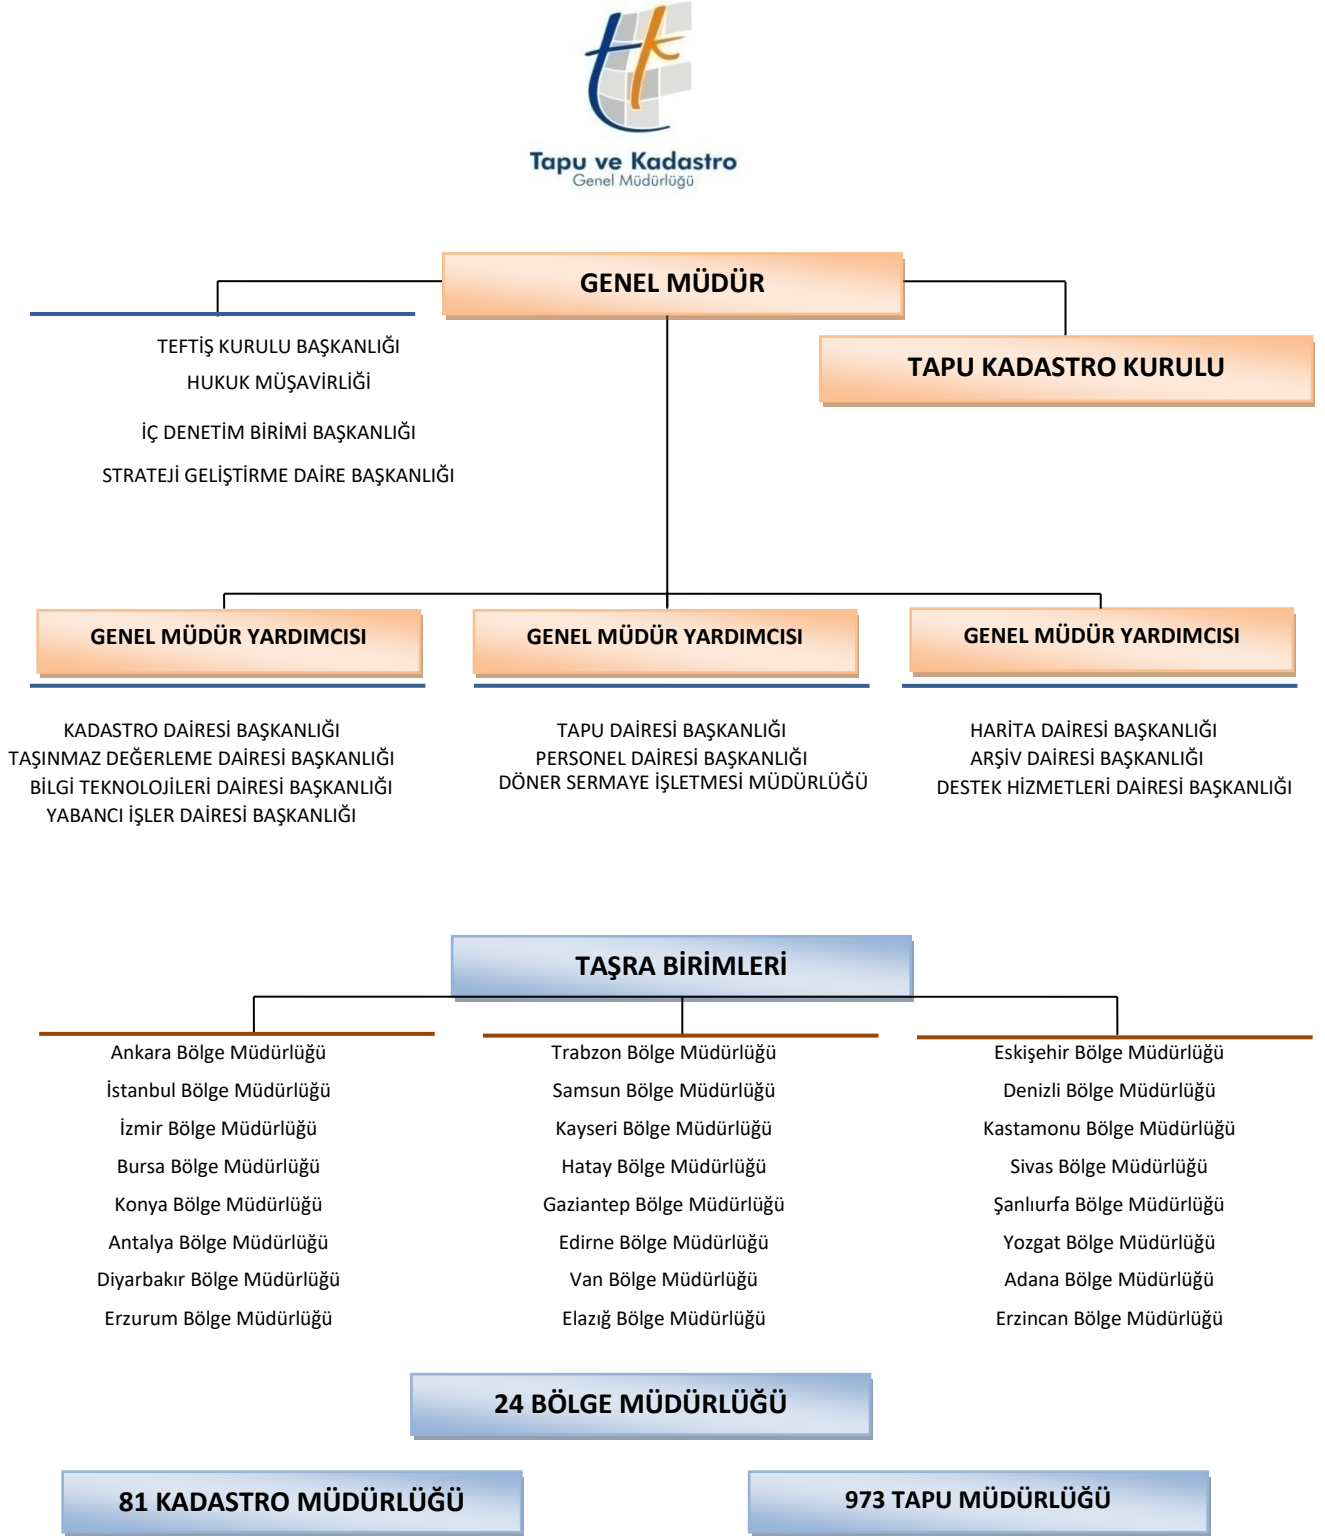 Tapu ve Kadastro
Genel Müdürlüğü
GENEL MÜDÜR
TAPU KADASTRO KURULU
TEFTİŞ KURULU BAŞKANLIĞI
HUKUK MÜŞAVİRLİĞİ
İÇ DENETİM BİRİMİ BAŞKANLIĞI
STRATEJİ GELİŞTİRME DAİRE BAŞKANLIĞI
GENEL MÜDÜR YARDIMCISI
KADASTRO DAİRESİ BAŞKANLIĞI
TAŞINMAZ DEĞERLEME DAİRESİ BAŞKANLIĞI
BİLGİ TEKNOLOJİLERİ DAİRESİ BAŞKANLIĞI
YABANCI İŞLER DAİRESİ BAŞKANLIĞI
GENEL MÜDÜR YARDIMCISI
TAPU DAİRESİ BAŞKANLIĞI
PERSONEL DAİRESİ BAŞKANLIĞI
DÖNER SERMAYE İŞLETMESİ MÜDÜRLÜĞÜ
GENEL MÜDÜR YARDIMCISI
HARİTA DAİRESİ BAŞKANLIĞI
ARŞİV DAİRESİ BAŞKANLIĞI
DESTEK HİZMETLERİ DAİRESİ BAŞKANLIĞI
TAŞRA BİRİMLERİ
Ankara Bölge Müdürlüğü
İstanbul Bölge Müdürlüğü
İzmir Bölge Müdürlüğü
Bursa Bölge Müdürlüğü
Konya Bölge Müdürlüğü
Antalya Bölge Müdürlüğü
Diyarbakır Bölge Müdürlüğü
Erzurum Bölge Müdürlüğü
Trabzon Bölge Müdürlüğü
Samsun Bölge Müdürlüğü
Kayseri Bölge Müdürlüğü
Hatay Bölge Müdürlüğü
Gaziantep Bölge Müdürlüğü
Edirne Bölge Müdürlüğü
Van Bölge Müdürlüğü
Elazığ Bölge Müdürlüğü
Eskişehir Bölge Müdürlüğü
Denizli Bölge Müdürlüğü
Kastamonu Bölge Müdürlüğü
Sivas Bölge Müdürlüğü
Şanlıurfa Bölge Müdürlüğü
Yozgat Bölge Müdürlüğü
Adana Bölge Müdürlüğü
Erzincan Bölge Müdürlüğü
24 BÖLGE MÜDÜRLÜĞÜ
81 KADASTRO MÜDÜRLÜĞÜ
973 TAPU MÜDÜRLÜĞÜ